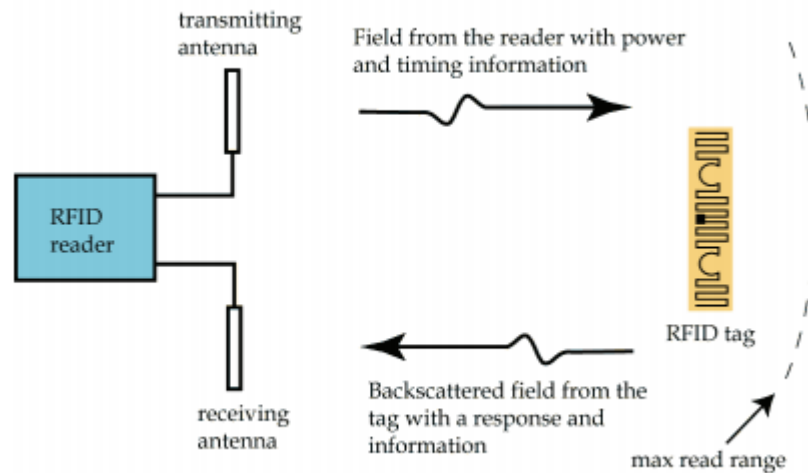 transmitting
antenna
Field from the reader with power
and timing information
RFID
reader
RFID tag
Backscattered field from the
tag with a response and
information
receiving
antenna
max read range